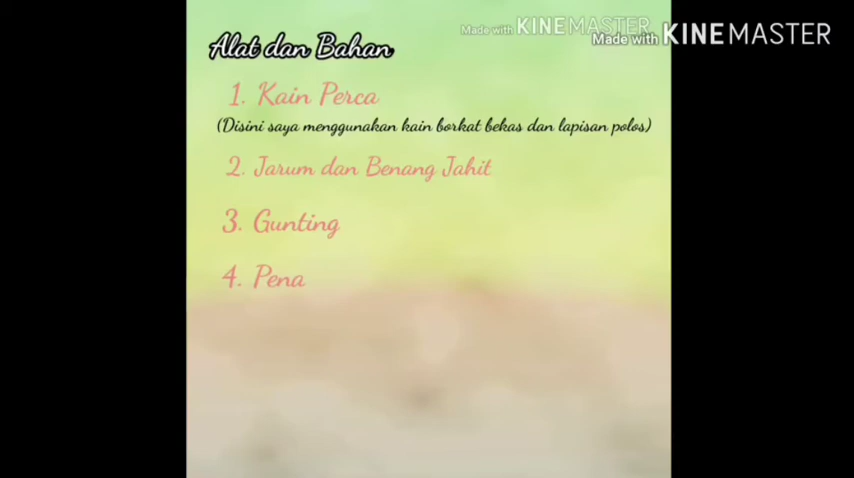 Made with KINEMASTER
Made with KINEMASTER
Alat dan Bahan
1. Kain Perca
(Disini saya menggunakan kain borkat bekas dan lapisan polos)
2. Jarum dan Benang Jahit
3. Gunting
4. Pena